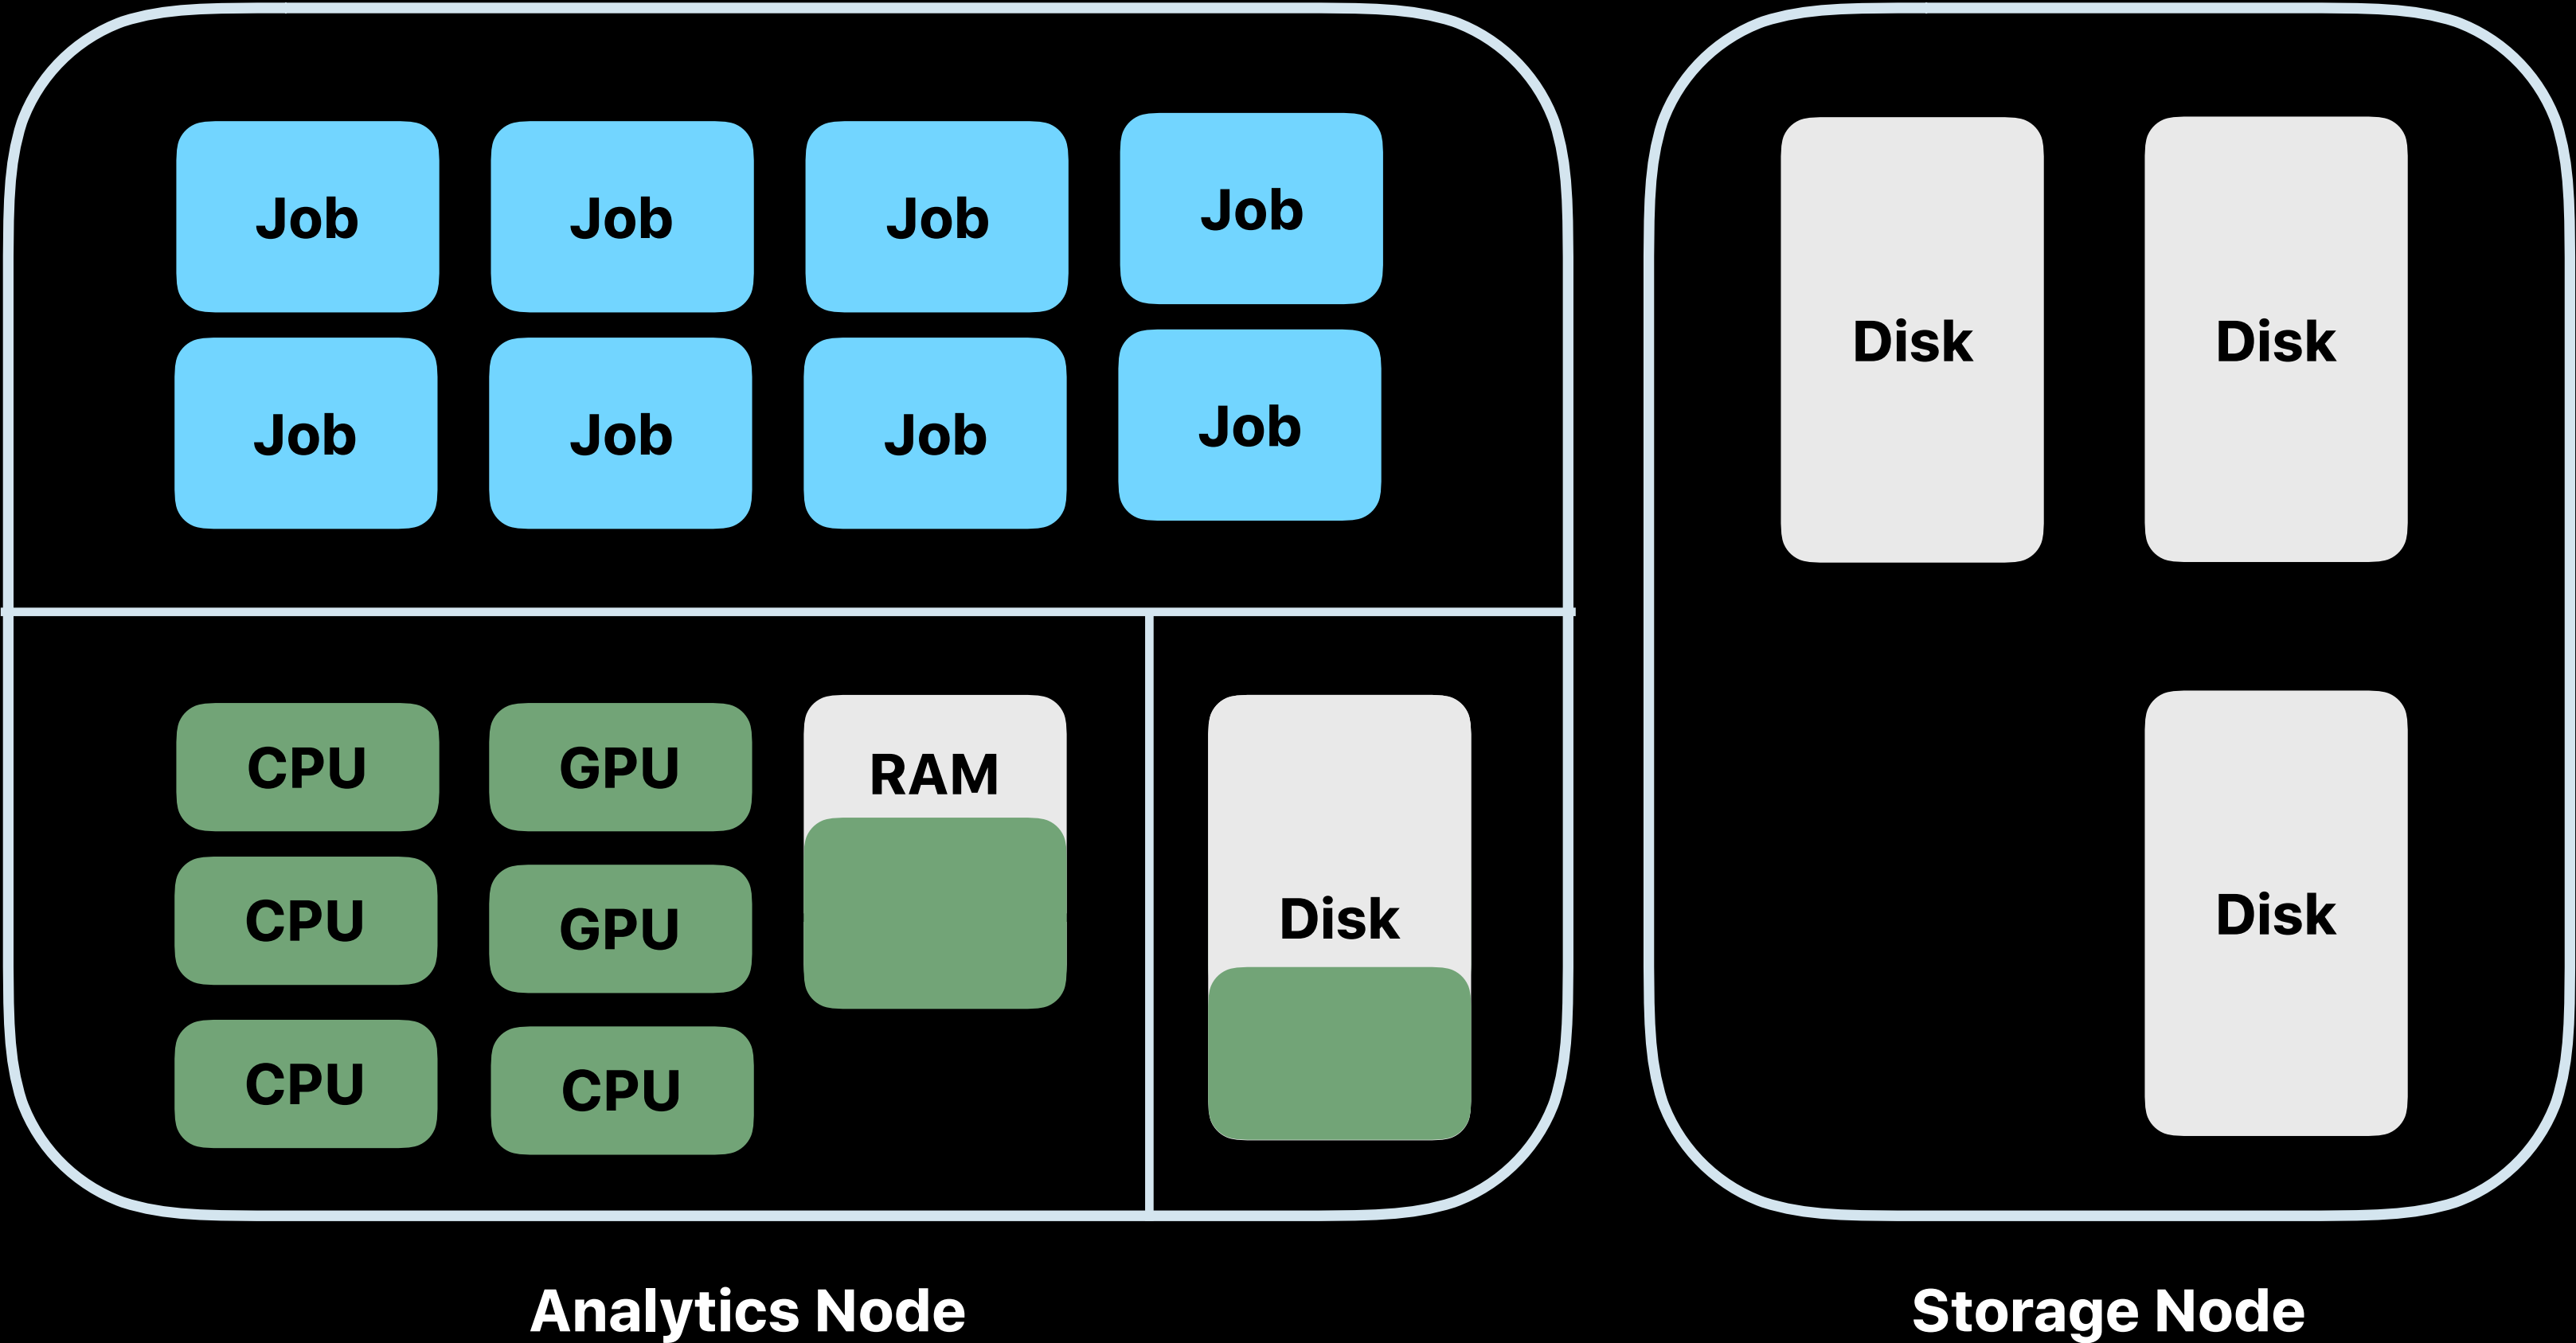 Job
Job
Job
Job
Job
Job
Job
Job
CPU
GPU
RAM
CPU
GPU
Disk
CPU
CPU
Analytics Node
Disk
Disk
Disk
Storage Node